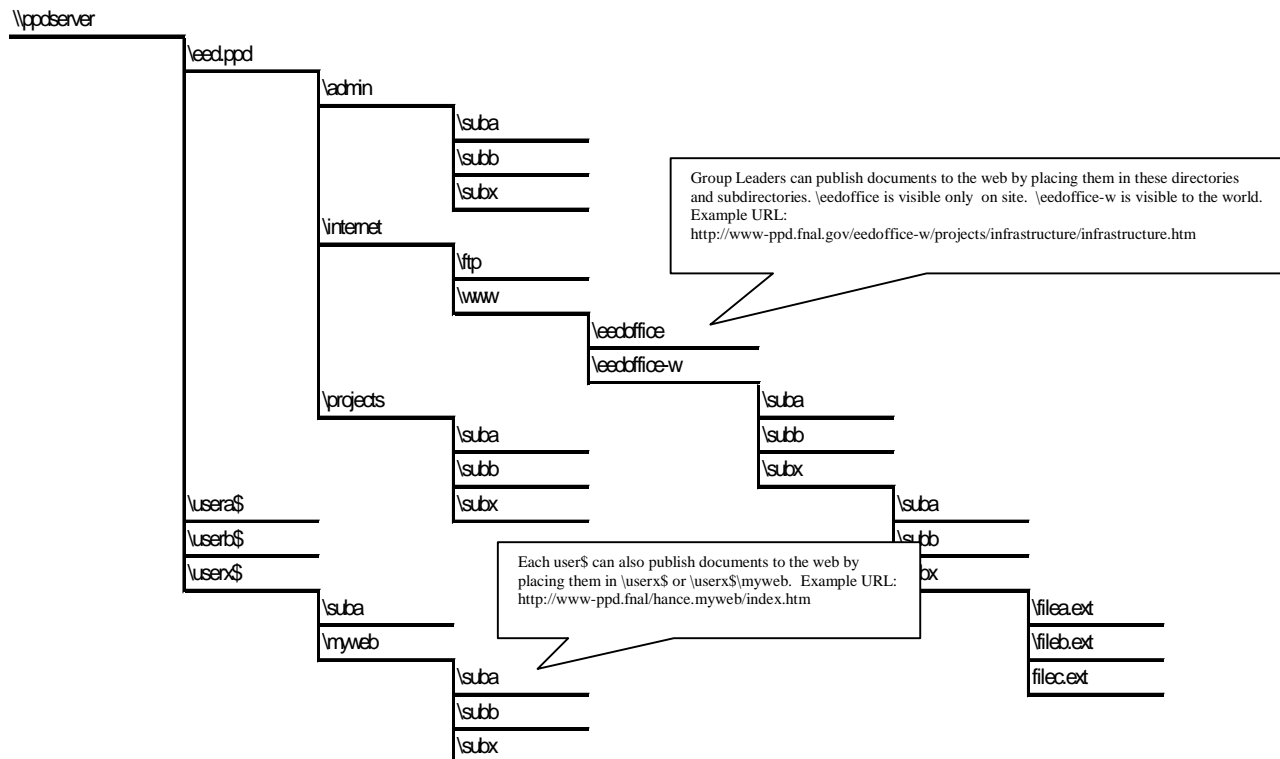 \\ppdserver
\eed.ppd
\admin
\suba
\subb
\subx
Group Leaders can publish documents to the web by placing them in these directories
and subdirectories. \eedoffice is visible only on site. \eedoffice-w is visible to the world.
Example URL:
http://www-ppd.fnal.gov/eedoffice-w/projects/infrastructure/infrastructure.htm
\internet
\ftp
\www
\eedoffice
\eedoffice-w
\projects
\suba
\subb
\subx
\suba
\subb
\subx
\usera$
\userb$
\userx$
\suba
\subb
bx
Each user$ can also publish documents to the web by
placing them in \userx$ or \userx$\myweb. Example URL:
http://www-ppd.fnal/hance.myweb/index.htm
\suba
\myweb
\filea.ext
\fileb.ext
filec.ext
\suba
\subb
\subx